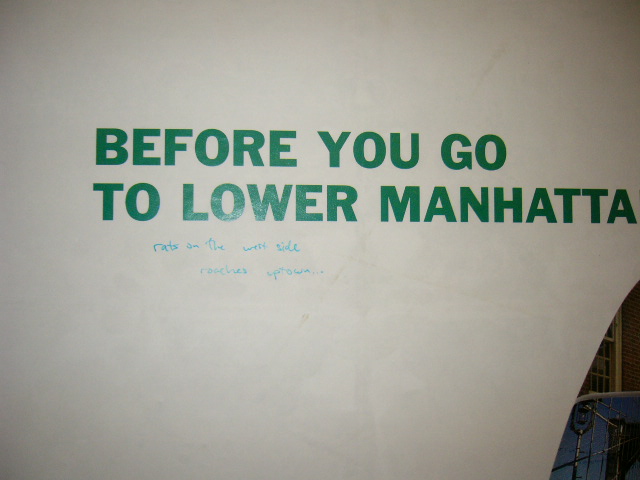 BEFORE YOU GO
TO LOWER MANHATTA
rats on the west side
roaches uptown...